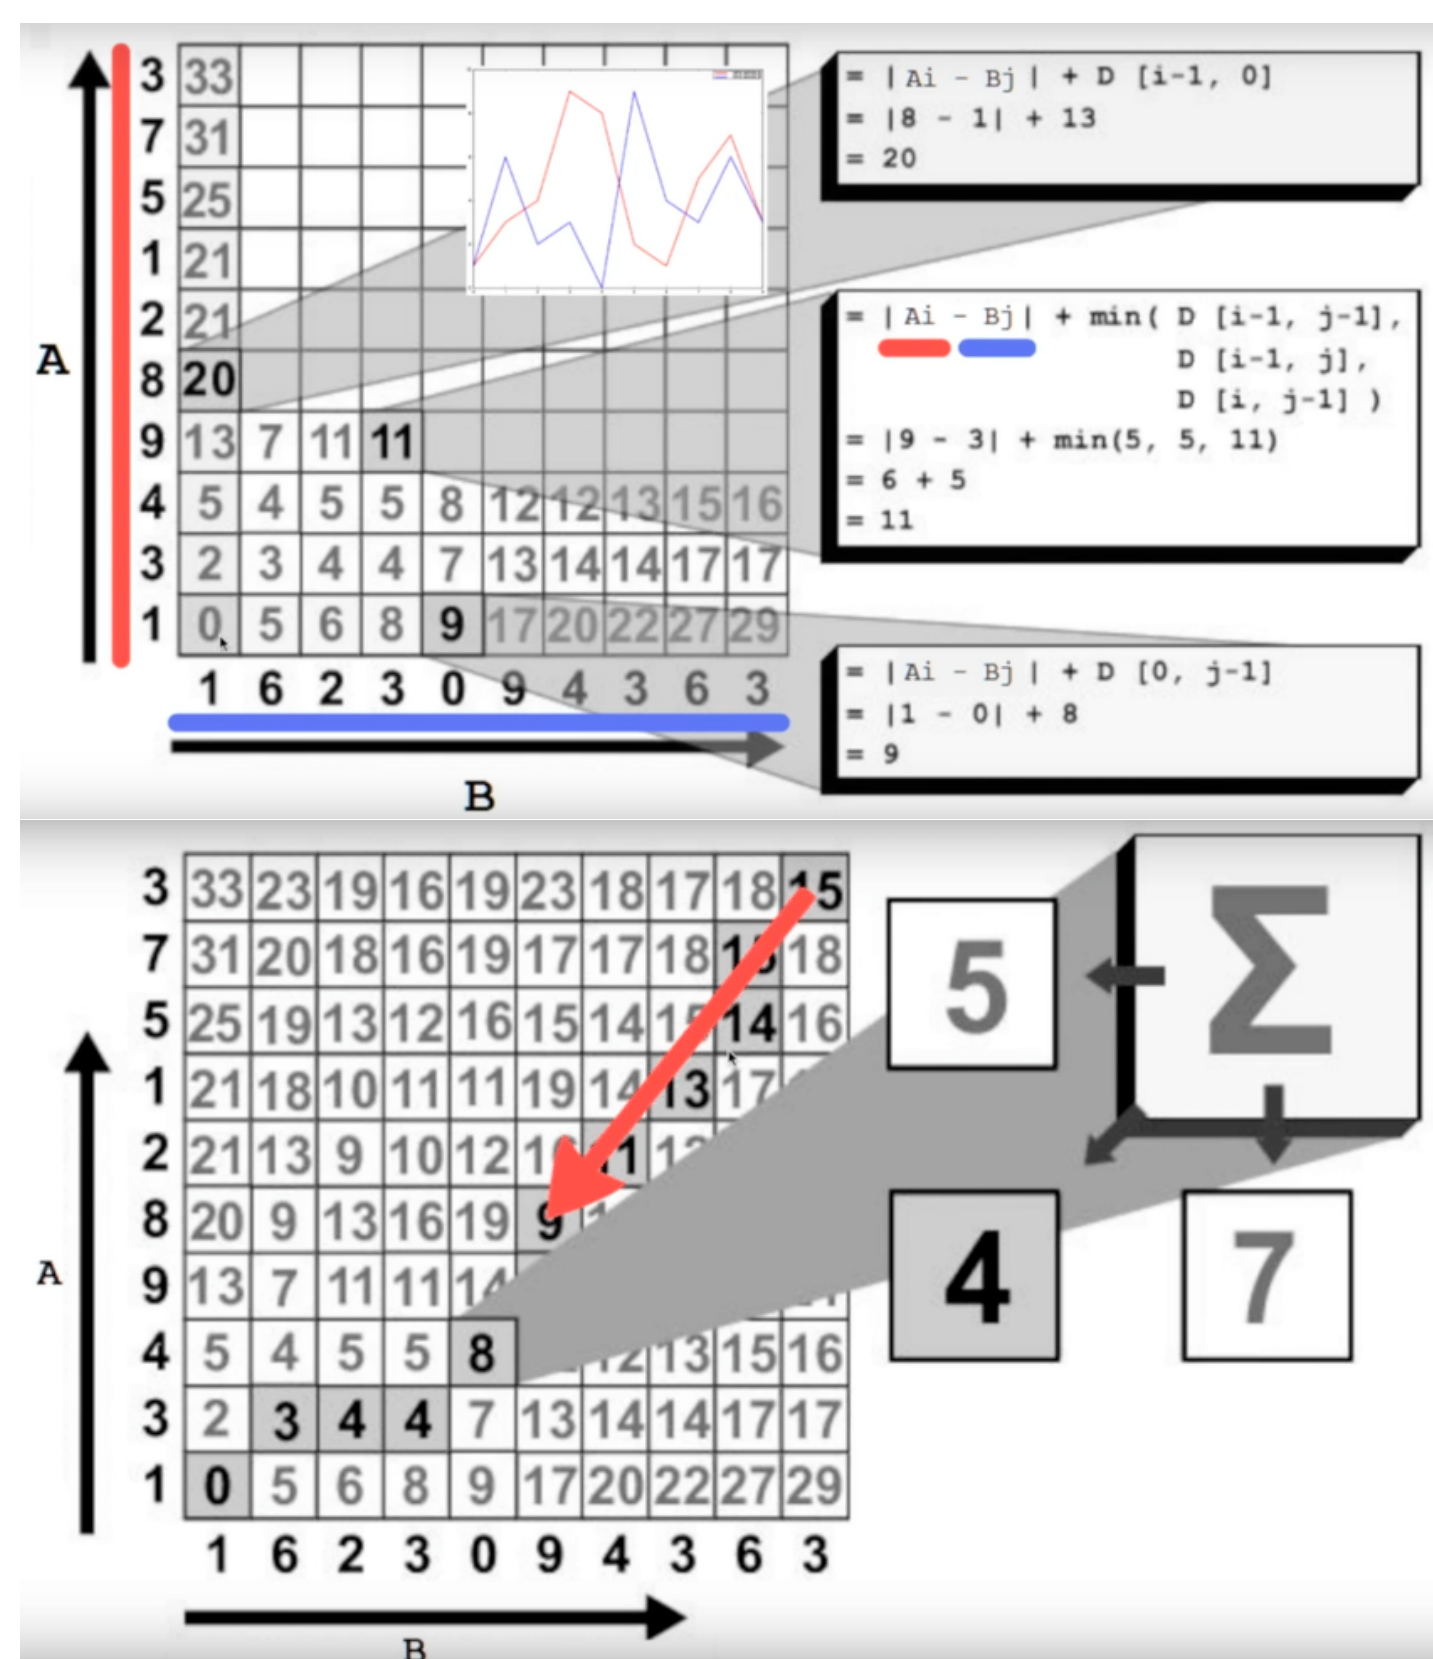 3 33
7 31
5 25
1 21
2 21
8 20
9 13 7 11 11
4 5 4 5 5 8 12 12 13 15 16
3 2 3 4 4 7 13 14 14 17 17
1 0 5 6 8 9 17 20 22 27 29
1 6 2 3 0 9 4 3 6 3
A
B
= | Ai - Bj | + D [i-1, 0]
= |8 - 1| + 13
= 20
= | Ai - Bj | + min( D [i-1, j-1],
D [i-1, j],
D [i, j-1] )
= |9 - 3| + min(5, 5, 11)
= 6 + 5
= 11
= | Ai - Bj | + D [0, j-1]
= |1 - 0| + 8
= 9
3 33 23 19 16 19 23 18 17 18 15
7 31 20 18 16 19 17 17 18 18
5 25 19 13 12 16 15 14 14 16
1 21 18 10 11 11 19 14 13 17
2 21 13 9 10 12 11
8 20 9 13 16 19 9
9 13 7 11 11 14
4 5 4 5 5 8 12 13 15 16
3 2 3 4 4 7 13 14 14 17 17
1 0 5 6 8 9 17 20 22 27 29
1 6 2 3 0 9 4 3 6 3
A
B
5
Σ
4
7